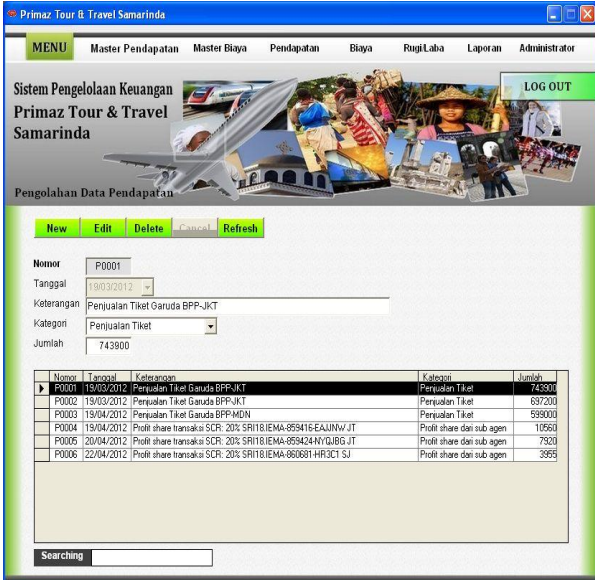 Primaz Tour & Travel Samarinda
MENU Master Pendapatan Master Biaya Pendapatan Biaya Rugi/Laba Laporan Administrator
LOG OUT
Sistem Pengelolaan Keuangan
Primaz Tour & Travel
Samarinda
Pengolahan Data Pendapatan
New Edit Delete Cancel Refresh
Nomor P0001
Tanggal 19/03/2012
Keterangan Penjualan Tiket Garuda BPP-JKT
Kategori Penjualan Tiket
Jumlah 743900
Nomor Tanggal Keterangan Kategori Jumlah
P0001 19/03/2012 Penjualan Tiket Garuda BPP-JKT Penjualan Tiket 743900
P0002 19/03/2012 Penjualan Tiket Garuda BPP-JKT Penjualan Tiket 697200
P0003 19/04/2012 Penjualan Tiket Garuda BPP-MDN Penjualan Tiket 599000
P0004 19/04/2012 Profit share transaksi SCR: 20% SRI18.IEMA-859416-EAJJNW JT Profit share dari sub agen 10560
P0005 20/04/2012 Profit share transaksi SCR: 20% SRI18.IEMA-859424-NYQJBG JT Profit share dari sub agen 7920
P0006 22/04/2012 Profit share transaksi SCR: 20% SRI18.IEMA-860681-HR3C1 SJ Profit share dari sub agen 3955
Searching